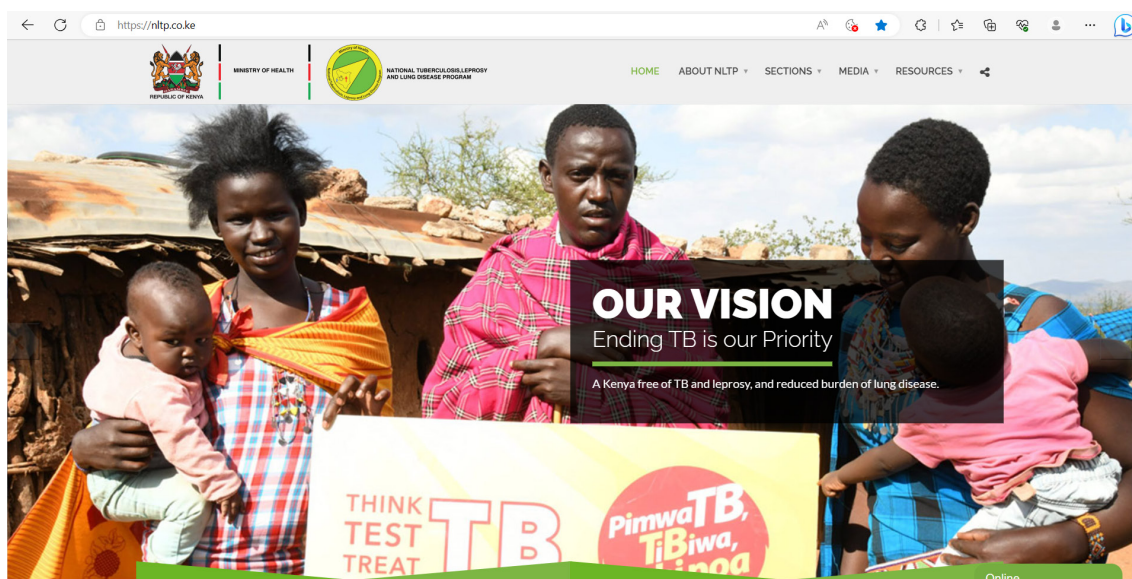 https://nltp.co.ke
REPUBLIC OF KENYA
MINISTRY OF HEALTH
NATIONAL TUBERCULOSIS,LEPROSY
AND LUNG DISEASE PROGRAM
HOME ABOUT NLTP SECTIONS MEDIA RESOURCES
OUR VISION
Ending TB is our Priority
A Kenya free of TB and leprosy, and reduced burden of lung disease.
THINK
TEST
TREAT
TB
PimwaTB,
TiBiwa,
Online